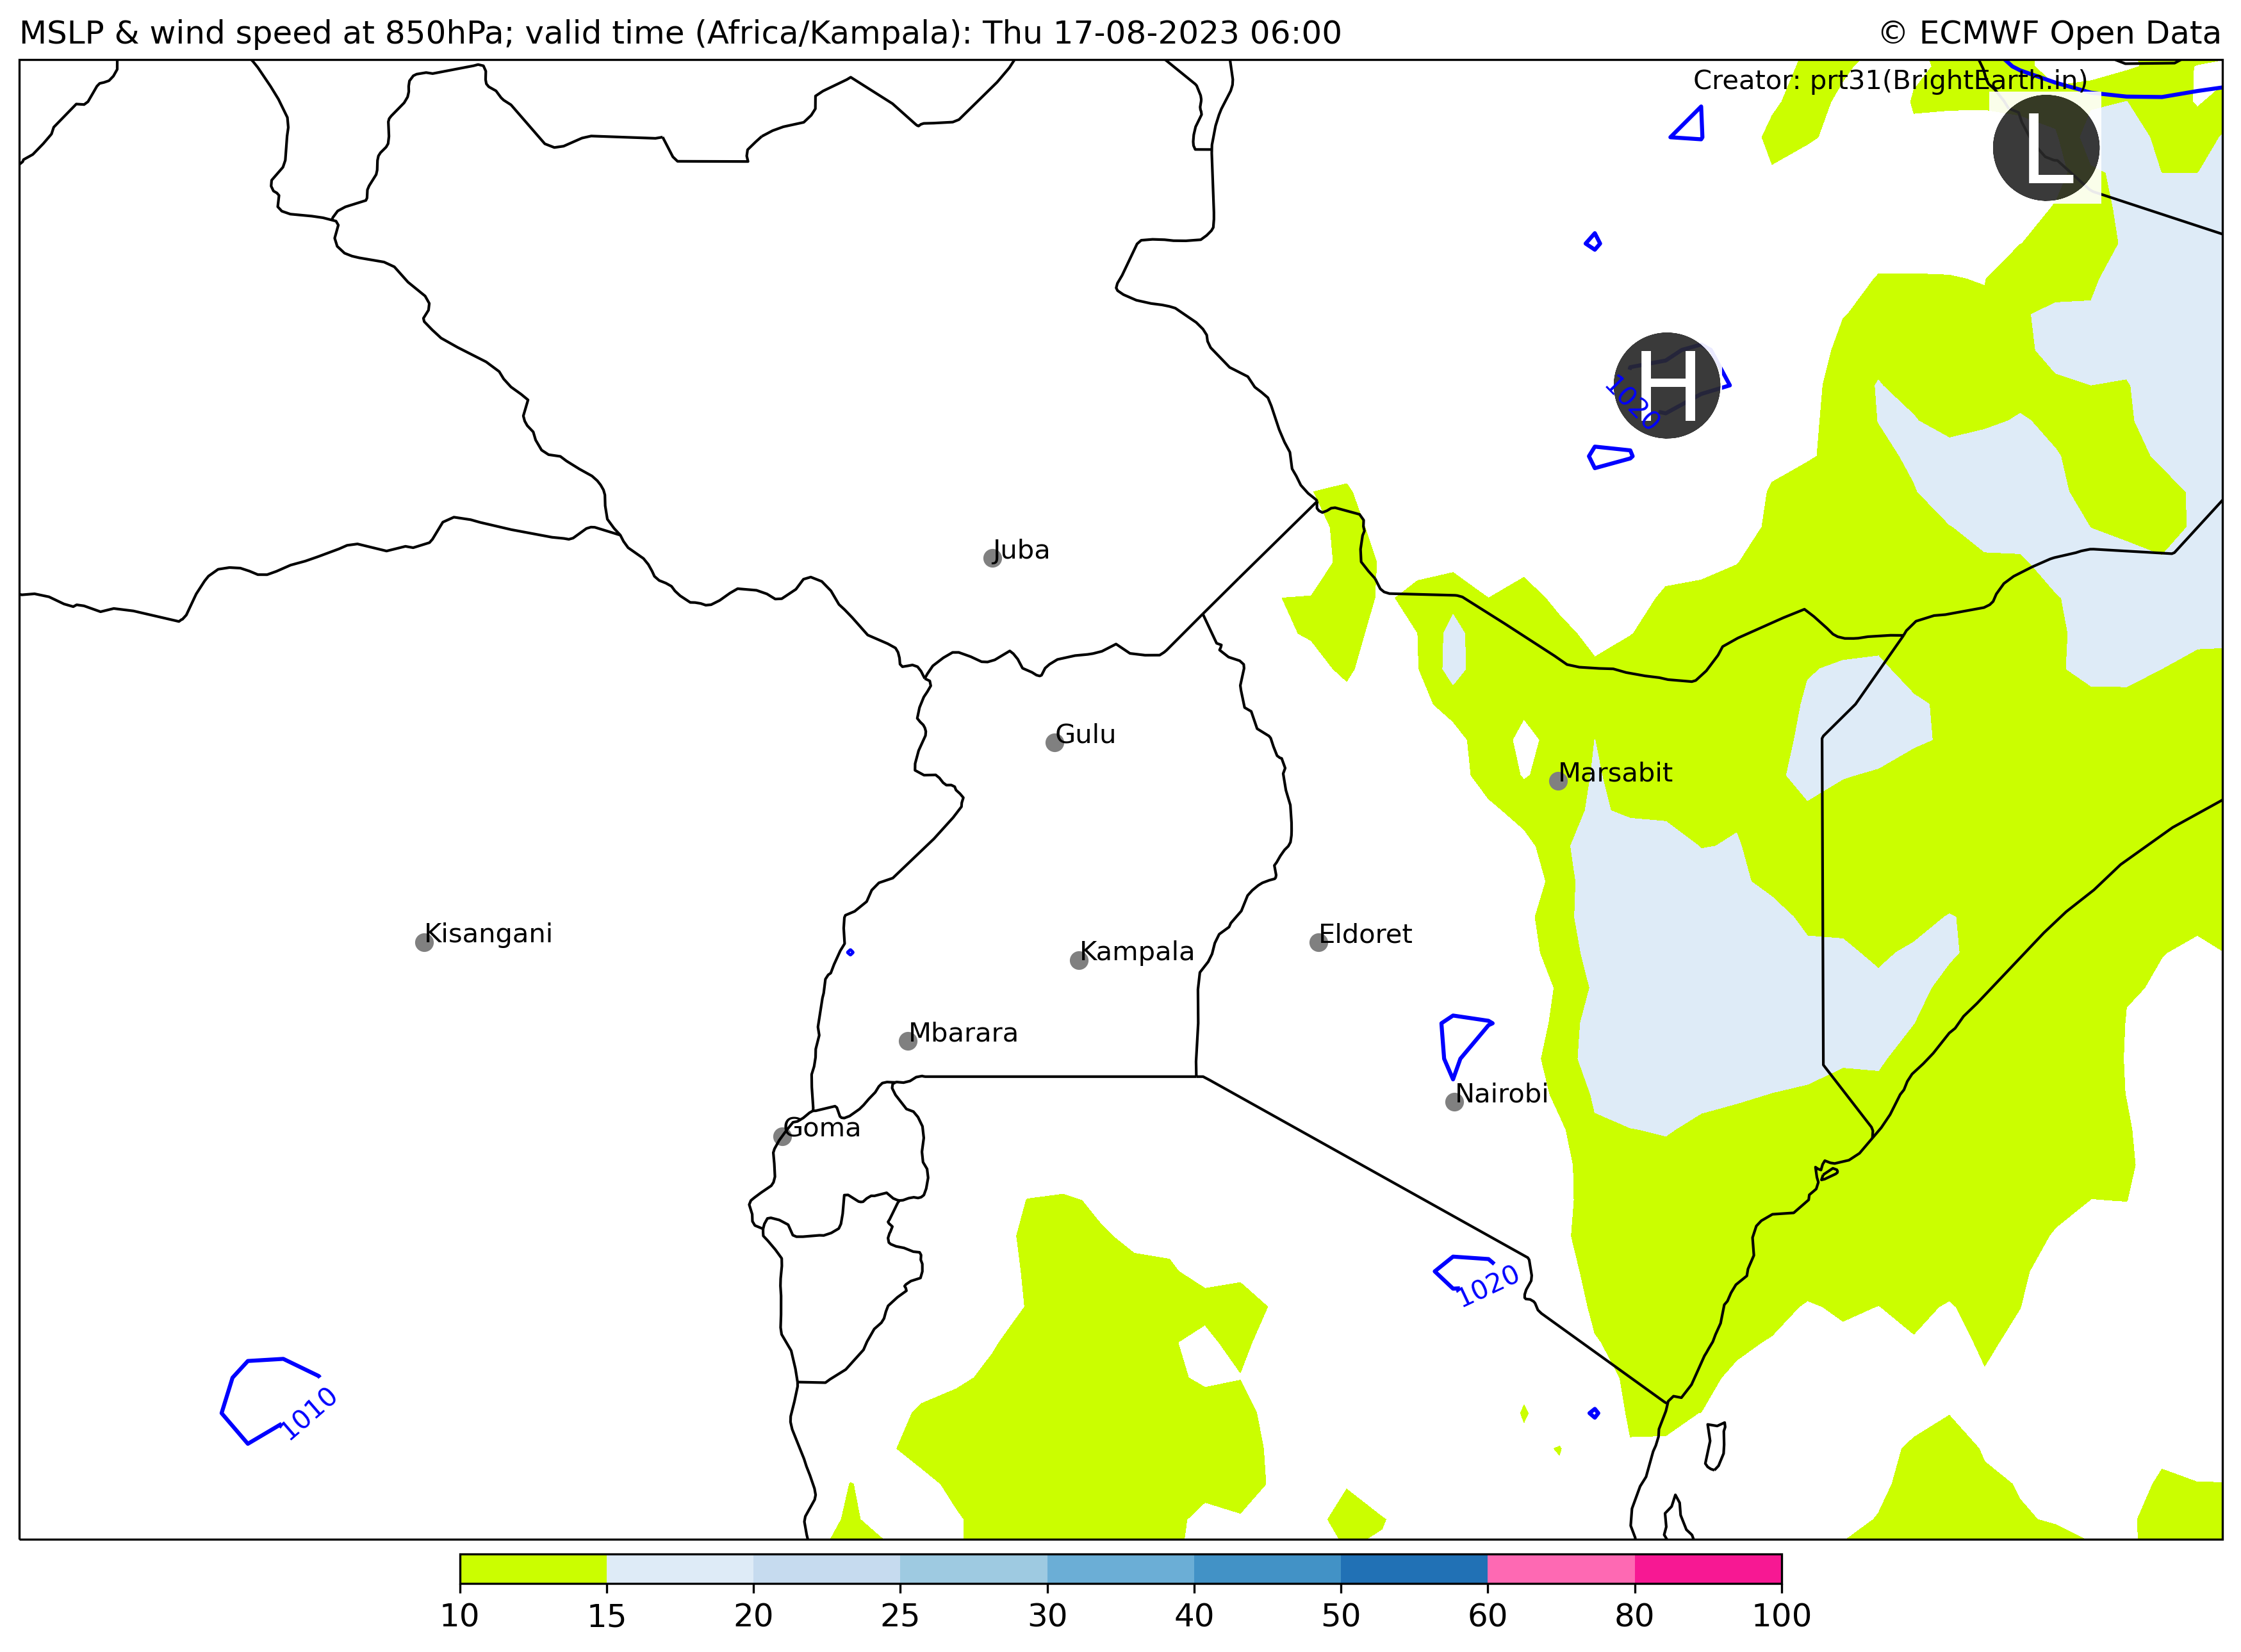 MSLP & wind speed at 850hPa; valid time (Africa/Kampala): Thu 17-08-2023 06:00
© ECMWF Open Data
Creator: prt31(BrightEarth.in)
L
H
1020
Juba
Gulu
Marsabit
Kisangani
Eldoret
Kampala
Mbarara
Nairobi
Goma
1020
1010
10 15 20 25 30 40 50 60 80 100